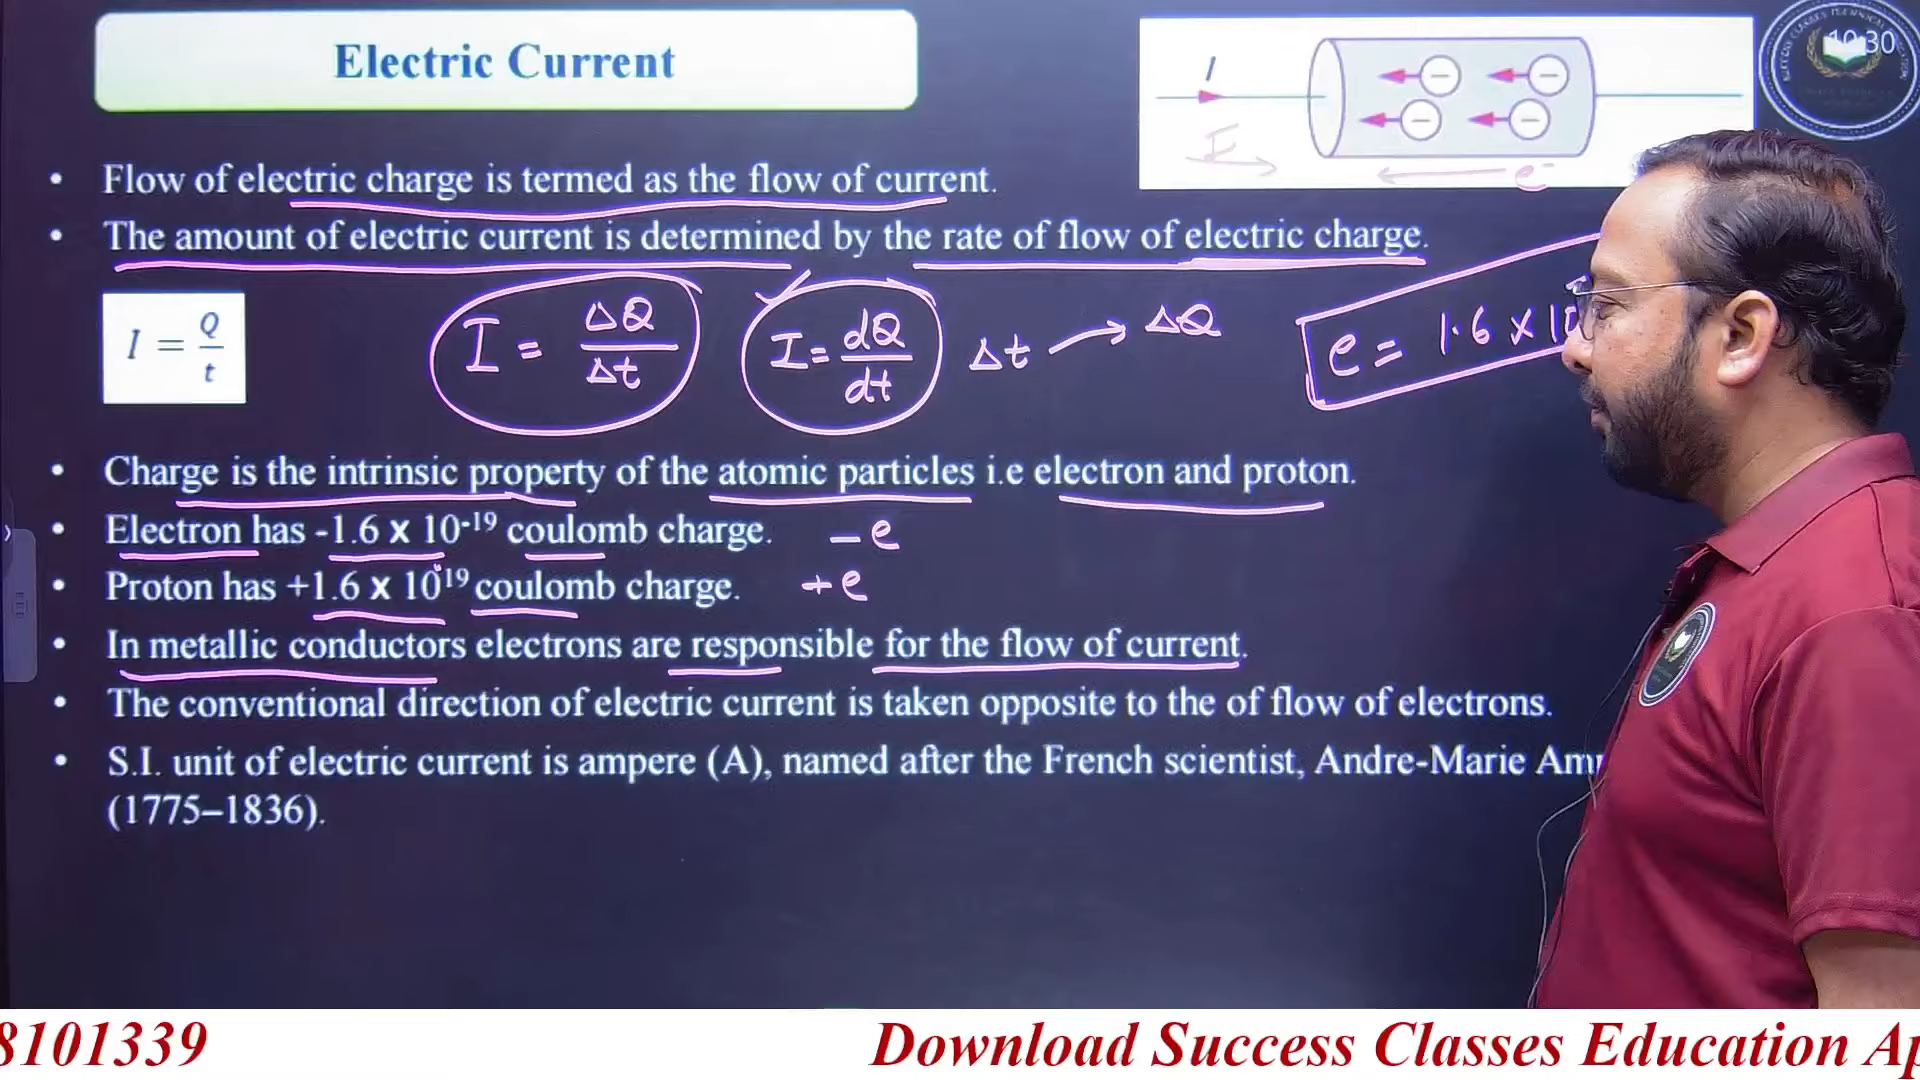 Electric Current
10:30
I
E
e-
• Flow of electric charge is termed as the flow of current.
• The amount of electric current is determined by the rate of flow of electric charge.
I = Q/t
I = ΔQ/Δt
I = dQ/dt
Δt → ΔQ
e = 1.6 x 10
• Charge is the intrinsic property of the atomic particles i.e electron and proton.
• Electron has -1.6 x 10-19 coulomb charge. -e
• Proton has +1.6 x 10-19 coulomb charge. +e
• In metallic conductors electrons are responsible for the flow of current.
• The conventional direction of electric current is taken opposite to the of flow of electrons.
• S.I. unit of electric current is ampere (A), named after the French scientist, Andre-Marie
(1775–1836).
8101339
Download Success Classes Education